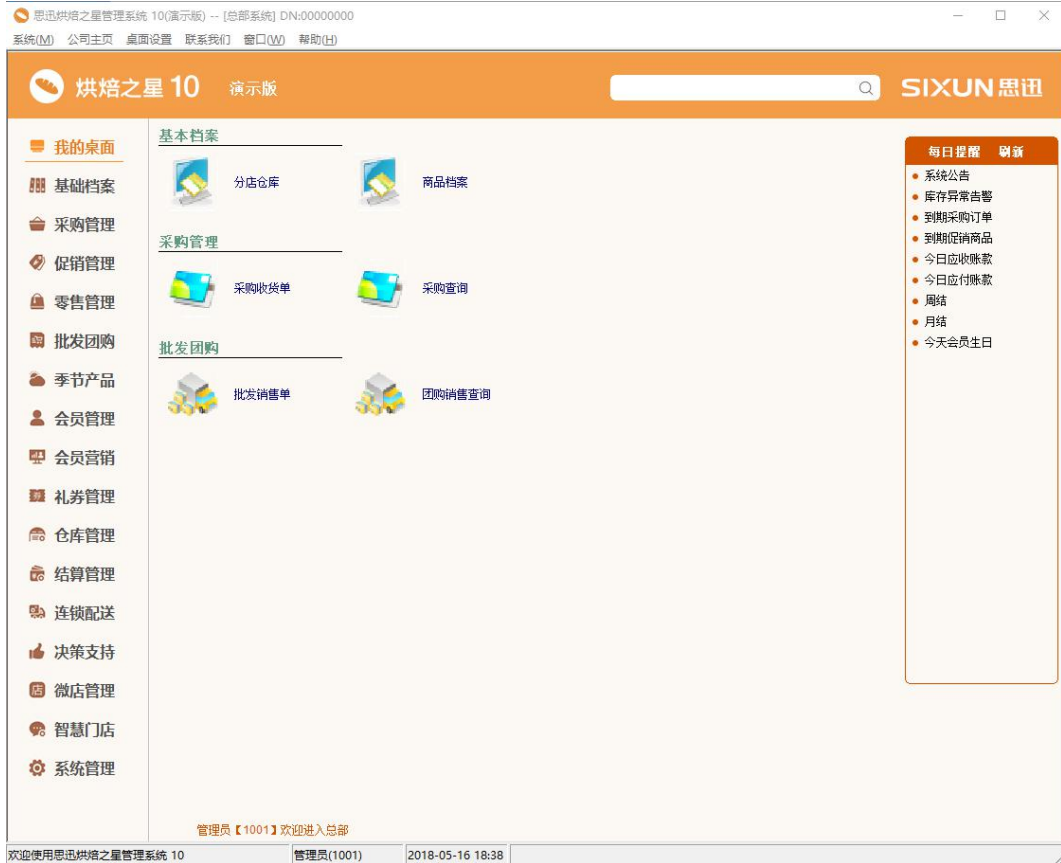 思迅烘焙之星管理系统 10(演示版) -- [总部系统] DN:00000000
系统(M) 公司主页 桌面设置 联系我们 窗口(W) 帮助(H)
烘焙之星 10 演示版 SIXUN思迅
我的桌面
基础档案
采购管理
促销管理
零售管理
批发团购
季节产品
会员管理
会员营销
礼券管理
仓库管理
结算管理
连锁配送
决策支持
微店管理
智慧门店
系统管理
基本档案
分店仓库 商品档案
采购管理
采购收货单 采购查询
批发团购
批发销售单 团购销售查询
每日提醒 刷新
系统公告
库存异常告警
到期采购订单
到期促销商品
今日应收账款
今日应付账款
周结
月结
今天会员生日
管理员【1001】欢迎进入总部
欢迎使用思迅烘焙之星管理系统 10 管理员(1001) 2018-05-16 18:38